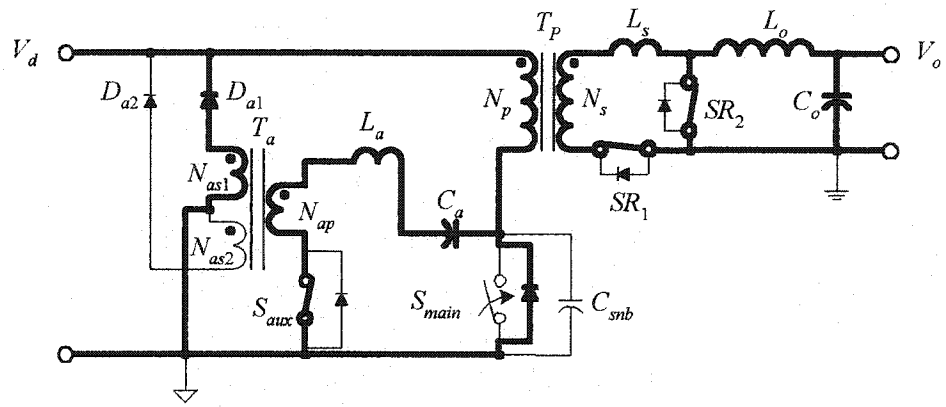 T_P
L_s
L_o
V_d
V_o
D_a2
D_a1
N_p
N_s
SR_2
C_o
T_a
L_a
N_as1
SR_1
N_ap
C_a
N_as2
S_aux
S_main
C_snb